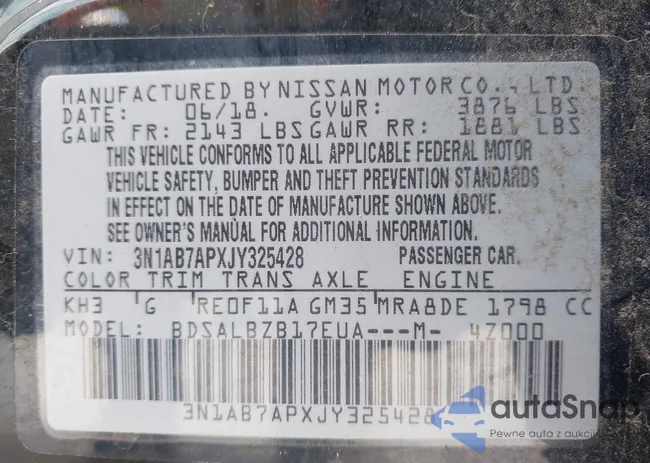 MANUFACTURED BY NISSAN MOTOR CO., LTD.
DATE: 06/18. GVWR: 3876 LBS
GAWR FR: 2143 LBS GAWR RR: 1881 LBS
THIS VEHICLE CONFORMS TO ALL APPLICABLE FEDERAL MOTOR
VEHICLE SAFETY, BUMPER AND THEFT PREVENTION STANDARDS
IN EFFECT ON THE DATE OF MANUFACTURE SHOWN ABOVE.
SEE OWNER'S MANUAL FOR ADDITIONAL INFORMATION.
VIN: 3N1AB7APXJY325428 PASSENGER CAR.
COLOR TRIM TRANS AXLE ENGINE
KH3 G RE0F11A GM35 MRA8DE 1798 CC
MODEL: BDSALBZB17EUA---M- 4Z000
3N1AB7APXJY325428
autoSnap
Pewne auta z aukcji